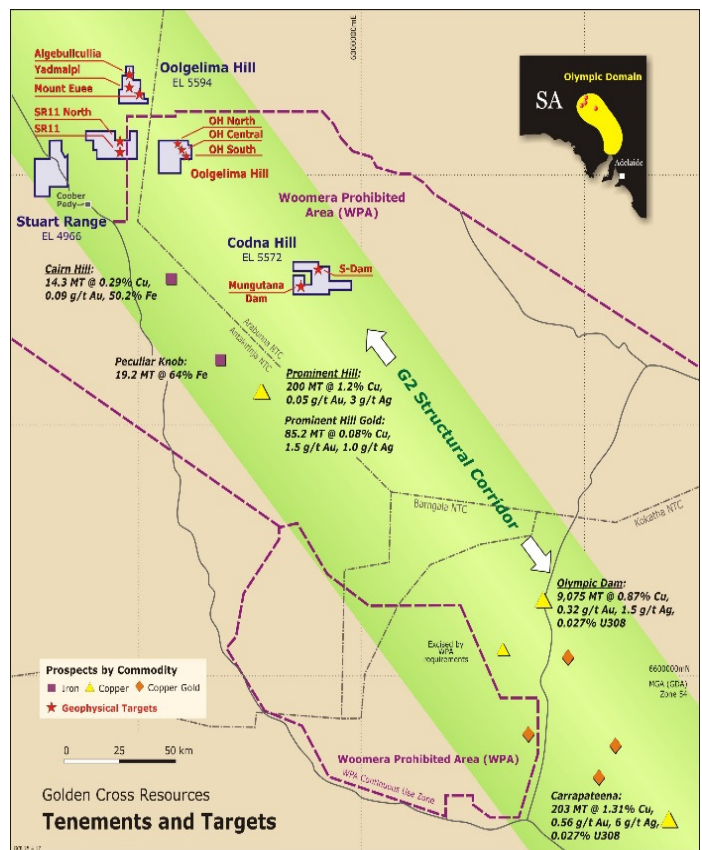 6300000mE
Algebullcullia
Yadmalpi
Mount Euee
Oolgelima Hill
EL 5594
Olympic Domain
SA
Adelaide
SR11 North
SR11
OH North
OH Central
OH South
Oolgelima Hill
Coober
Pedy
Stuart Range
EL 4966
Woomera Prohibited
Area (WPA)
Codna Hill
EL 5572
S-Dam
Mungutana
Dam
Cairn Hill:
14.3 MT @ 0.29% Cu,
0.09 g/t Au, 50.2% Fe
Arabunna NTC
Antakirinja NTC
Peculiar Knob:
19.2 MT @ 64% Fe
Prominent Hill:
200 MT @ 1.2% Cu,
0.05 g/t Au, 3 g/t Ag
Prominent Hill Gold:
85.2 MT @ 0.08% Cu,
1.5 g/t Au, 1.0 g/t Ag
G2 Structural Corridor
Barngala NTC
Kokatha NTC
Olympic Dam:
9,075 MT @ 0.87% Cu,
0.32 g/t Au, 1.5 g/t Ag,
0.027% U308
Excised by
WPA
requirements
6600000mN
MGA (GDA)
Zone 54
Prospects by Commodity
Iron Copper Copper Gold
Geophysical Targets
0 25 50 km
Woomera Prohibited Area (WPA)
WPA Continuous Use Zone
Golden Cross Resources
Tenements and Targets
Carrapateena:
203 MT @ 1.31% Cu,
0.56 g/t Au, 6 g/t Ag,
0.027% U308